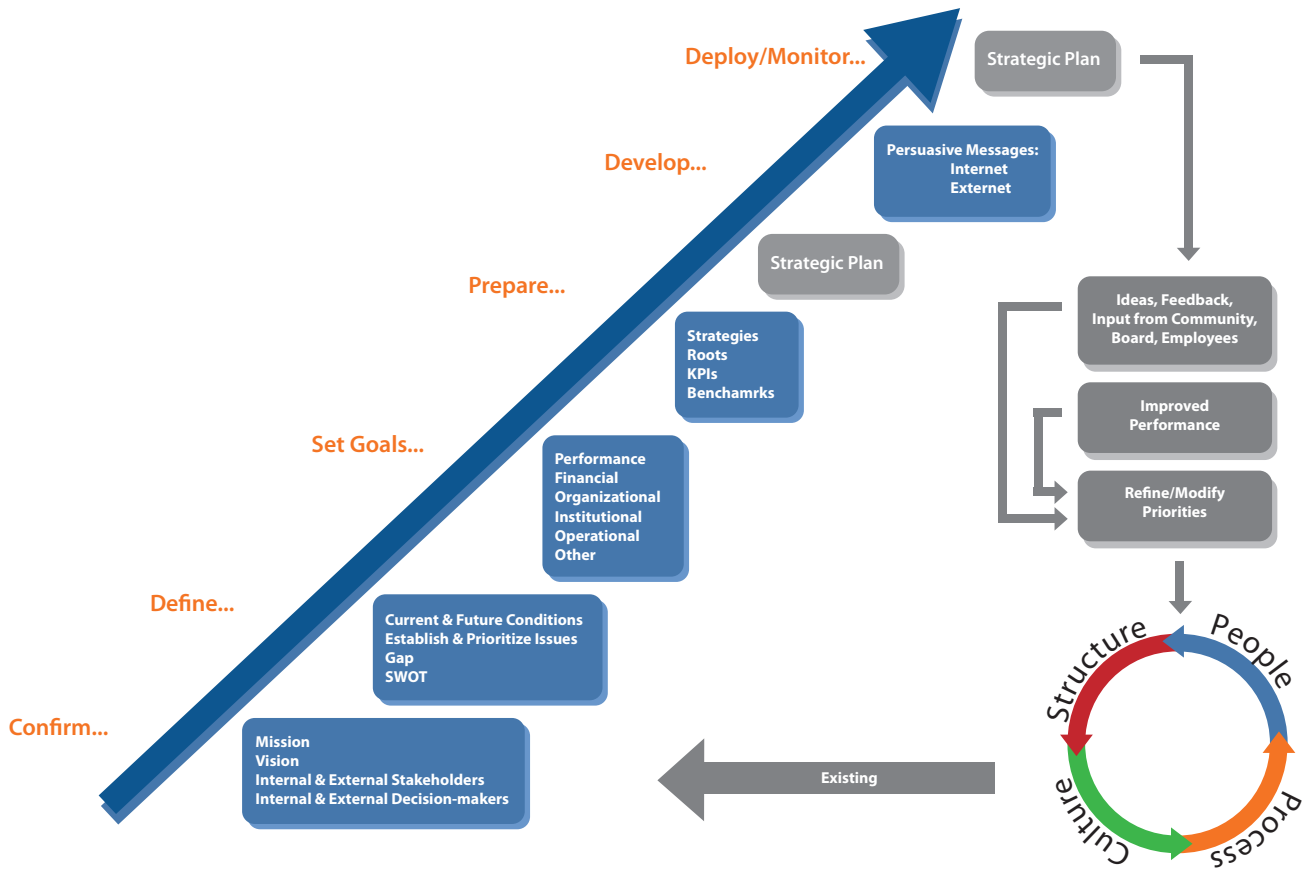 Deploy/Monitor...
Strategic Plan
Develop...
Persuasive Messages:
Internet
Externet
Prepare...
Strategic Plan
Ideas, Feedback,
Input from Community,
Board, Employees
Strategies
Roots
KPIs
Benchamrks
Improved
Performance
Set Goals...
Performance
Financial
Organizational
Institutional
Operational
Other
Refine/Modify
Priorities
Define...
Current & Future Conditions
Establish & Prioritize Issues
Gap
SWOT
Structure
People
Culture
Process
Confirm...
Mission
Vision
Internal & External Stakeholders
Internal & External Decision-makers
Existing